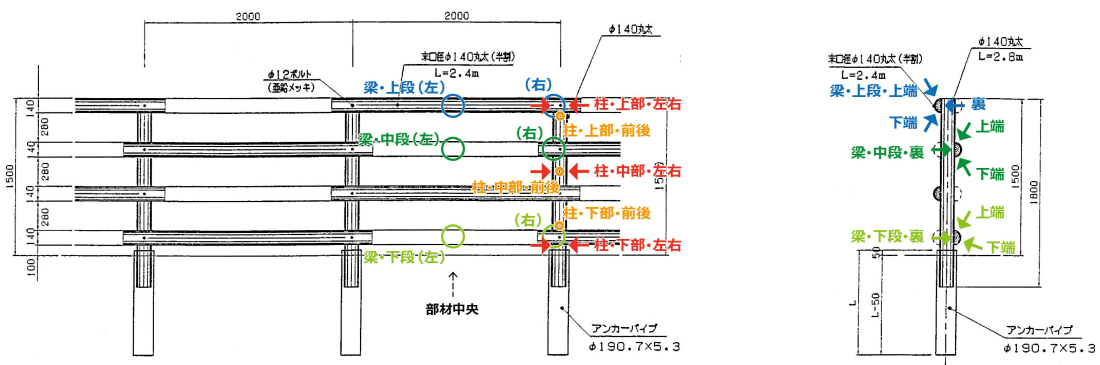 2000
2000
φ140丸太
末口径φ140丸太(半割)
L=2.4m
φ12ボルト
(亜鉛メッキ)
梁・上段(左)
(右)
柱・上部・左右
柱・上部・前後
梁・中段(左)
(右)
柱・中部・左右
柱・中部・前後
(右)
柱・下部・前後
柱・下部・左右
梁・下段(左)
部材中央
アンカーパイプ
φ190.7×5.3
1500
140
280
140
280
140
280
140
100
1500
末口径φ140丸太(半割)
L=2.4m
φ140丸太
L=2.8m
梁・上段・上端
裏
下端
上端
梁・中段・裏
下端
上端
梁・下段・裏
下端
1500
1800
50
L
L-50
アンカーパイプ
φ190.7×5.3